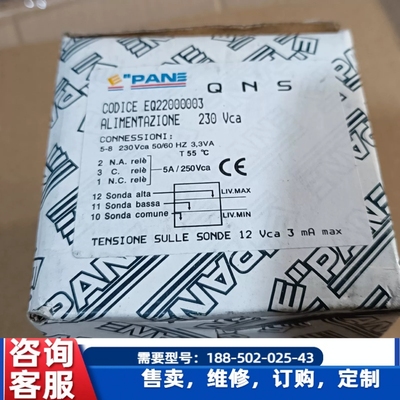 E"PANE QNS
CODICE EQ22000003
ALIMENTAZIONE 230 Vca
CONNESSIONI:
5-8 230Vca 50/60 HZ 3,3VA
T 55 °C
2 N.A. relè
3 C. relè 5A/250Vca
1 N.C. relè
CE
12 Sonda alta LIV.MAX
11 Sonda bassa
10 Sonda comune LIV.MIN
TENSIONE SULLE SONDE 12 Vca 3 mA max
E"PANE
咨询
客服
需要型号：188-502-025-43
售卖，维修，订购，定制